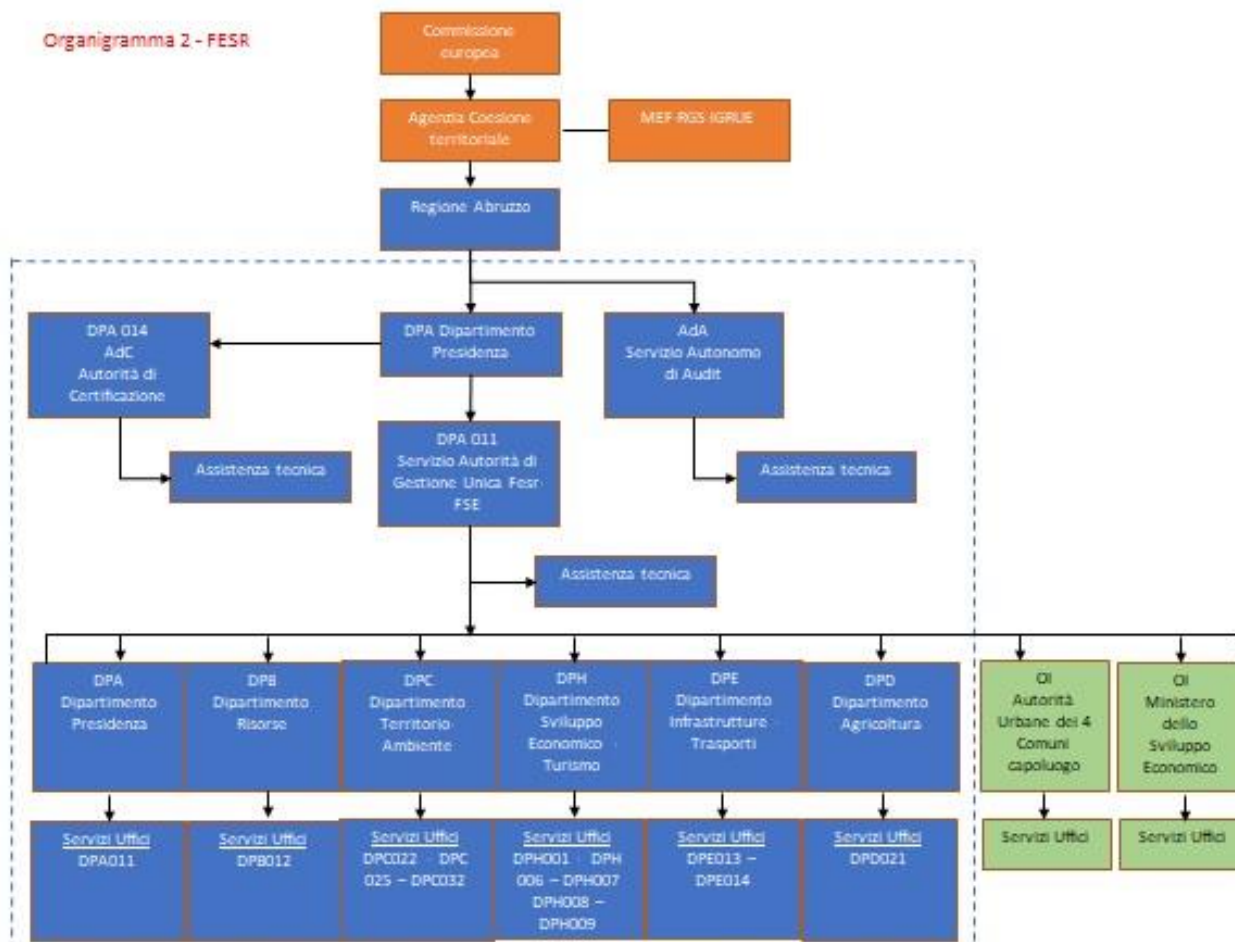 Organigramma 2 - FESR
Commissione
europea
Agenzia Coesione
territoriale
MEF-RGS IGRUE
Regione Abruzzo
DPA 014
AdC
Autorità di
Certificazione
DPA Dipartimento
Presidenza
AdA
Servizio Autonomo
di Audit
Assistenza tecnica
DPA 011
Servizio Autorità di
Gestione Unica Fesr-
FSE
Assistenza tecnica
Assistenza tecnica
DPA
Dipartimento
Presidenza
DPB
Dipartimento
Risorse
DPC
Dipartimento
Territorio -
Ambiente
DPH
Dipartimento
Sviluppo
Economico -
Turismo
DPE
Dipartimento
Infrastrutture -
Trasporti
DPD
Dipartimento
Agricoltura
OI
Autorità
Urbane dei 4
Comuni
capoluogo
OI
Ministero
dello
Sviluppo
Economico
Servizi Uffici
DPA011
Servizi Uffici
DPB012
Servizi Uffici
DPC022 - DPC
025 – DPC032
Servizi Uffici
DPH001 - DPH
006 – DPH007
DPH008 –
DPH009
Servizi Uffici
DPE013 –
DPE014
Servizi Uffici
DPD021
Servizi Uffici
Servizi Uffici